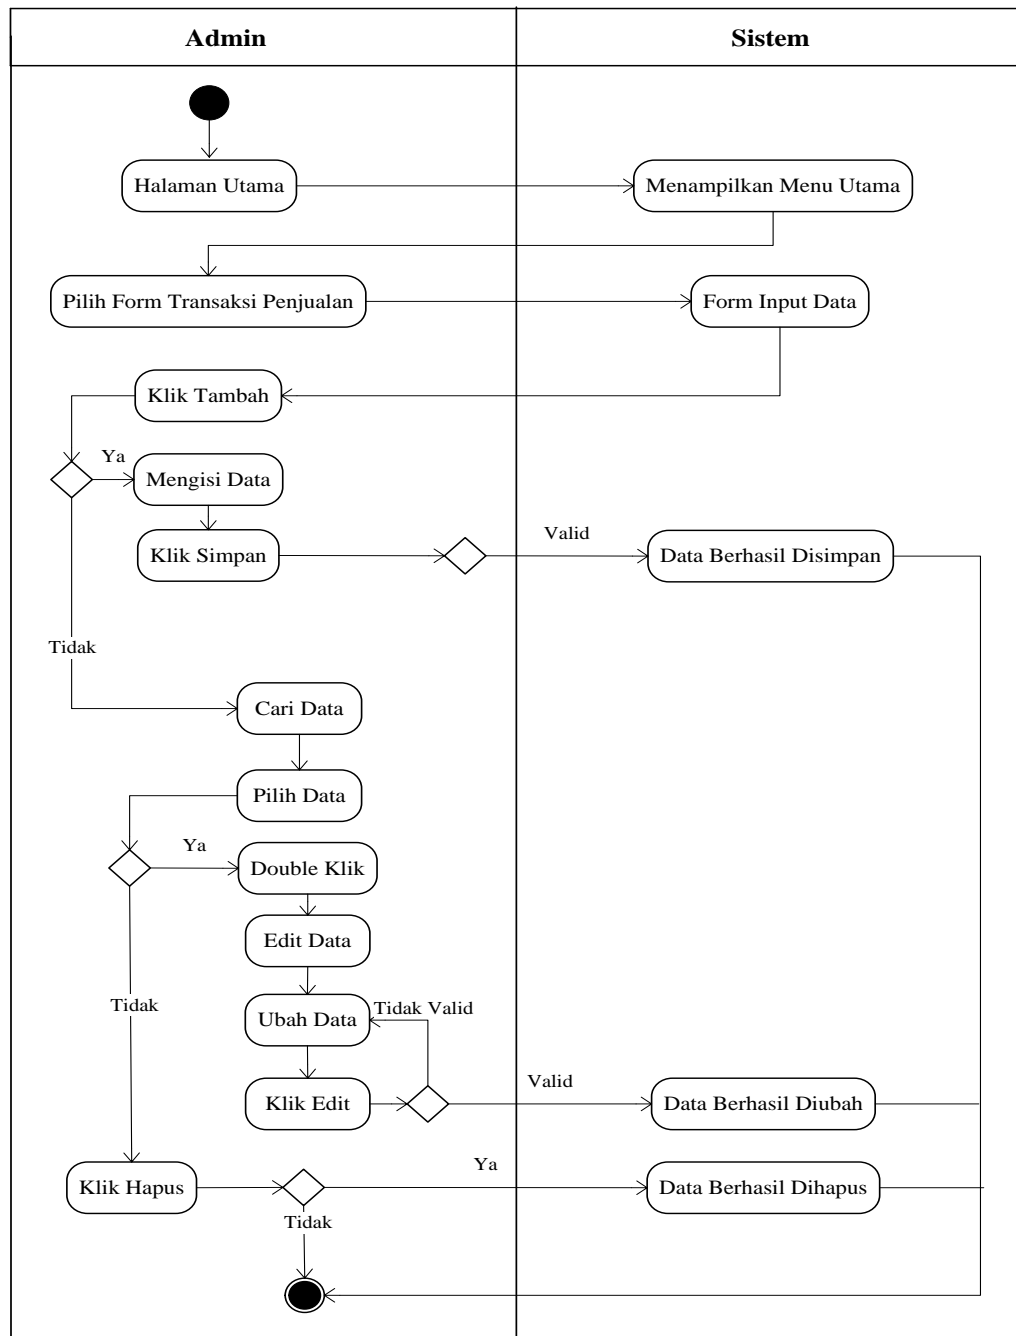 Admin
Sistem
Halaman Utama
Menampilkan Menu Utama
Pilih Form Transaksi Penjualan
Form Input Data
Klik Tambah
Ya
Mengisi Data
Klik Simpan
Valid
Data Berhasil Disimpan
Tidak
Cari Data
Pilih Data
Ya
Double Klik
Edit Data
Tidak
Tidak Valid
Ubah Data
Klik Edit
Valid
Data Berhasil Diubah
Klik Hapus
Ya
Data Berhasil Dihapus
Tidak